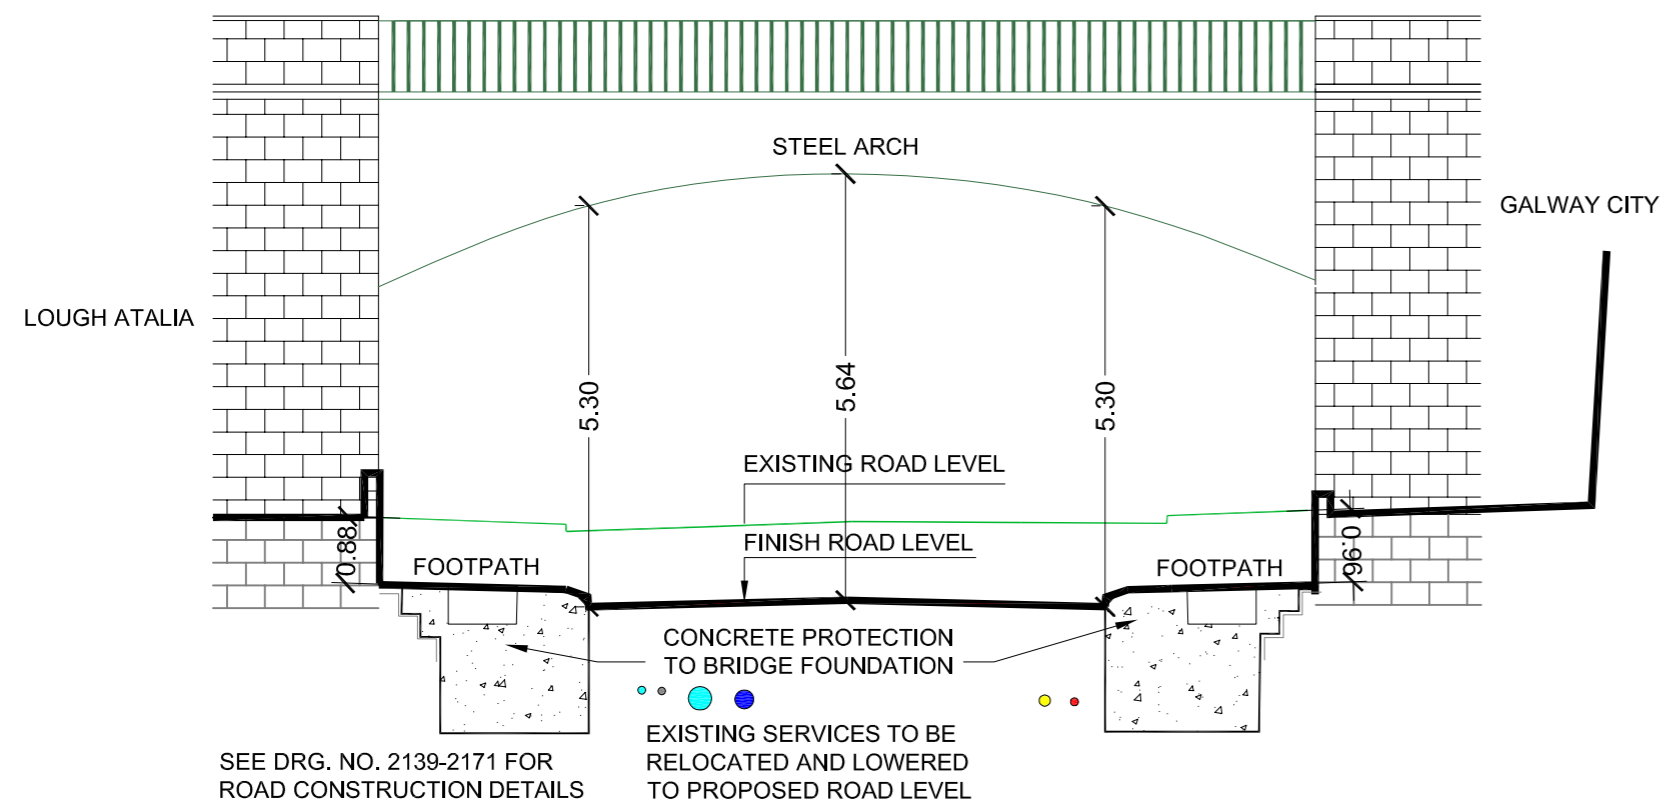 STEEL ARCH
GALWAY CITY
LOUGH ATALIA
5.30
5.64
5.30
EXISTING ROAD LEVEL
FINISH ROAD LEVEL
0.88
0.96
FOOTPATH
FOOTPATH
CONCRETE PROTECTION
TO BRIDGE FOUNDATION
EXISTING SERVICES TO BE
RELOCATED AND LOWERED
TO PROPOSED ROAD LEVEL
SEE DRG. NO. 2139-2171 FOR
ROAD CONSTRUCTION DETAILS